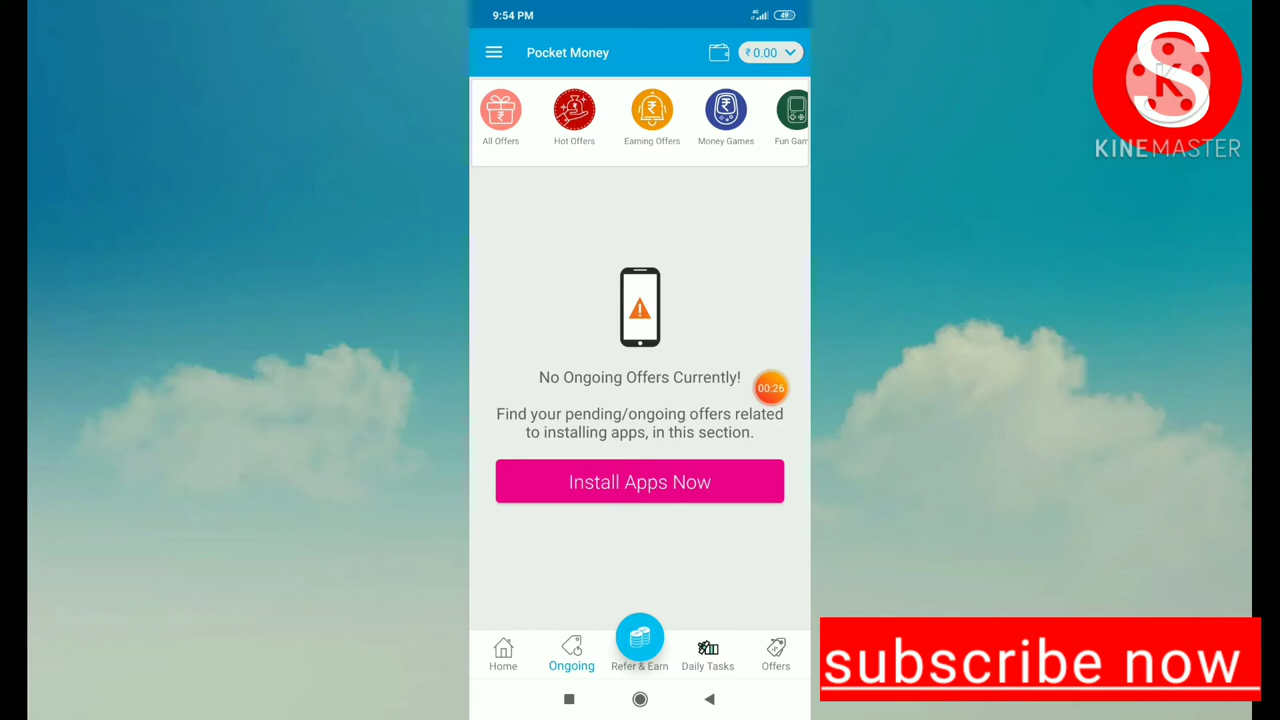 9:54 PM
4G
49
Pocket Money
₹ 0.00
All Offers
Hot Offers
Earning Offers
Money Games
Fun Gam
S
K
KINEMASTER
No Ongoing Offers Currently!
00:26
Find your pending/ongoing offers related
to installing apps, in this section.
Install Apps Now
Home
Ongoing
Refer & Earn
Daily Tasks
Offers
subscribe now